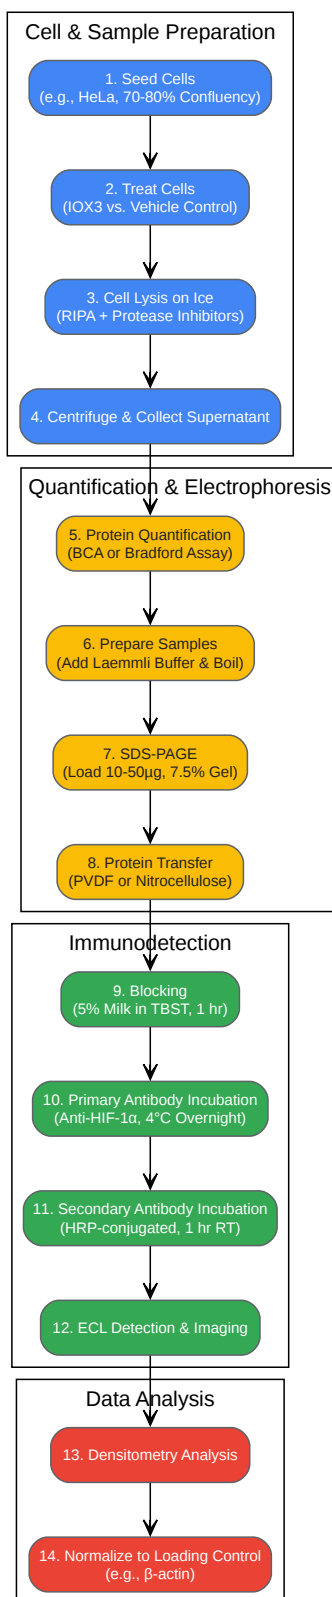 Cell & Sample Preparation
1. Seed Cells
(e.g., HeLa, 70-80% Confluency)
2. Treat Cells
(IOX3 vs. Vehicle Control)
3. Cell Lysis on Ice
(RIPA + Protease Inhibitors)
4. Centrifuge & Collect Supernatant
Quantification & Electrophoresis
5. Protein Quantification
(BCA or Bradford Assay)
6. Prepare Samples
(Add Laemmli Buffer & Boil)
7. SDS-PAGE
(Load 10-50µg, 7.5% Gel)
8. Protein Transfer
(PVDF or Nitrocellulose)
Immunodetection
9. Blocking
(5% Milk in TBST, 1 hr)
10. Primary Antibody Incubation
(Anti-HIF-1α, 4°C Overnight)
11. Secondary Antibody Incubation
(HRP-conjugated, 1 hr RT)
12. ECL Detection & Imaging
Data Analysis
13. Densitometry Analysis
14. Normalize to Loading Control
(e.g., β-actin)